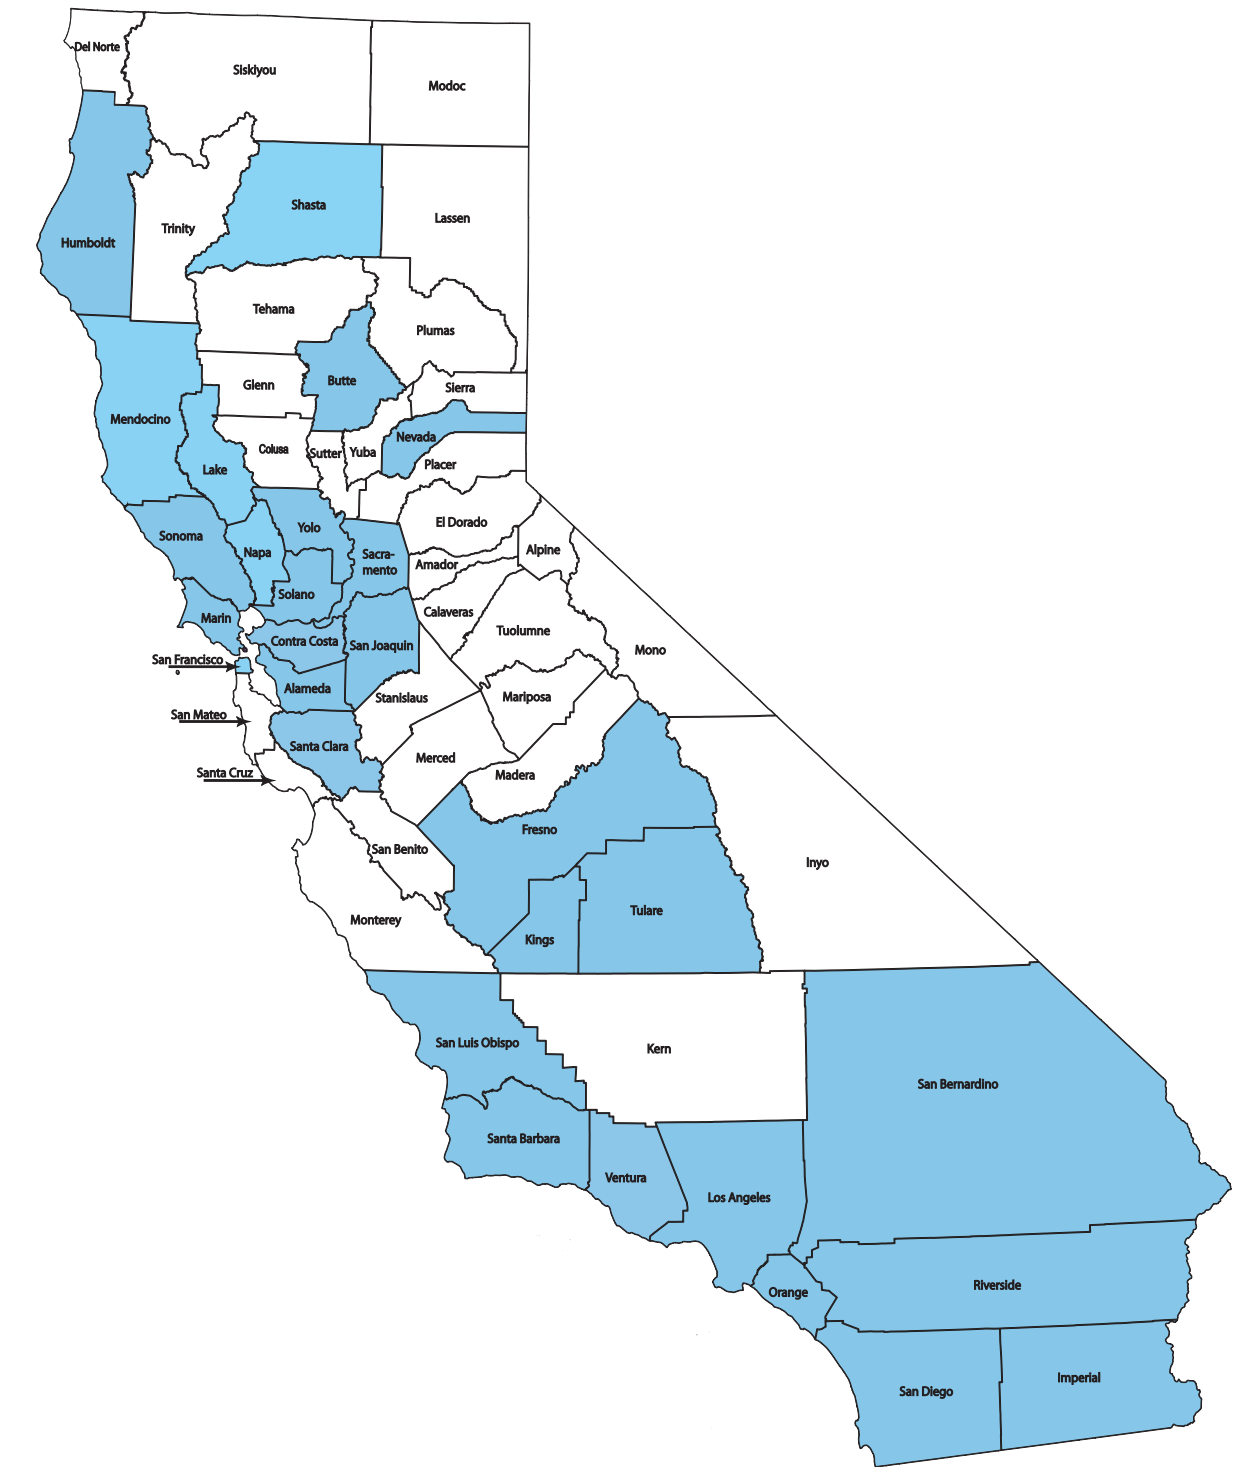 Del Norte
Siskiyou
Modoc
Shasta
Lassen
Trinity
Humboldt
Tehama
Plumas
Butte
Glenn
Sierra
Mendocino
Nevada
Colusa
Sutter
Yuba
Placer
Lake
El Dorado
Yolo
Sonoma
Napa
Sacra-
mento
Alpine
Amador
Solano
Calaveras
Marin
Tuolumne
Contra Costa
San Joaquin
Mono
San Francisco
Alameda
Stanislaus
Mariposa
San Mateo
Santa Clara
Merced
Santa Cruz
Madera
Fresno
San Benito
Inyo
Tulare
Monterey
Kings
San Luis Obispo
Kern
San Bernardino
Santa Barbara
Ventura
Los Angeles
Riverside
Orange
Imperial
San Diego